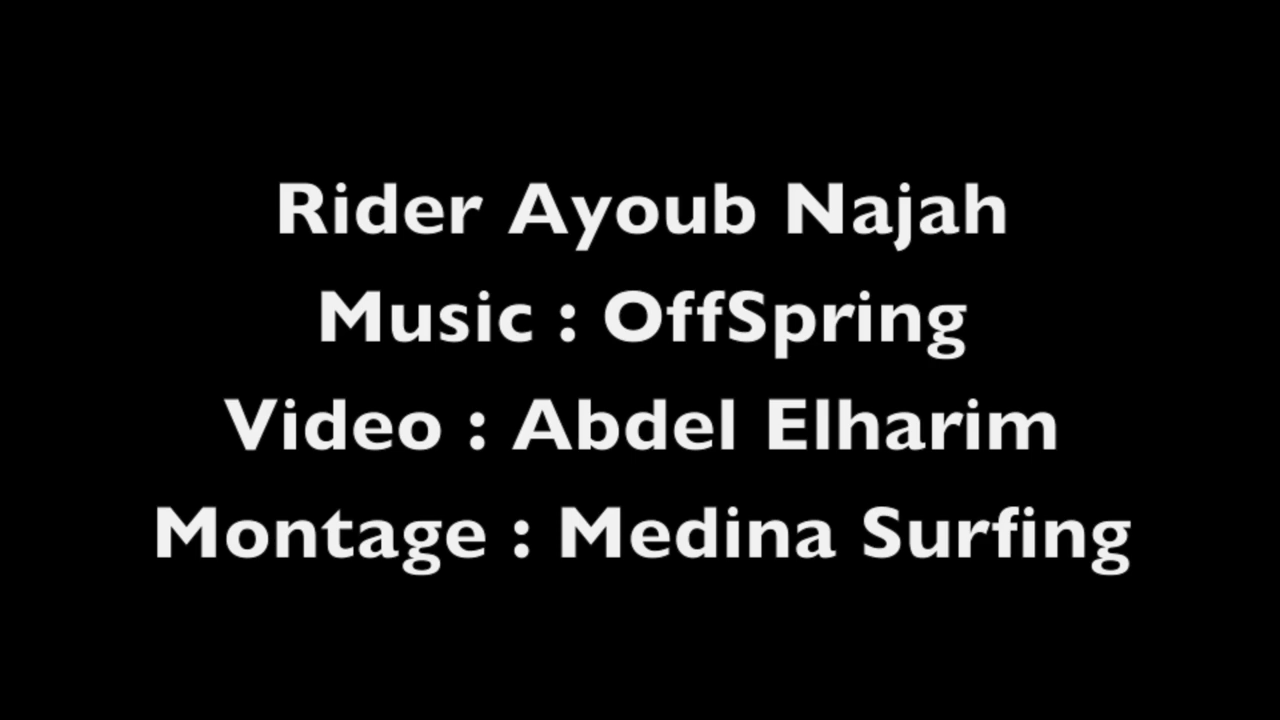 Rider Ayoub Najah
Music : OffSpring
Video : Abdel Elharim
Montage : Medina Surfing